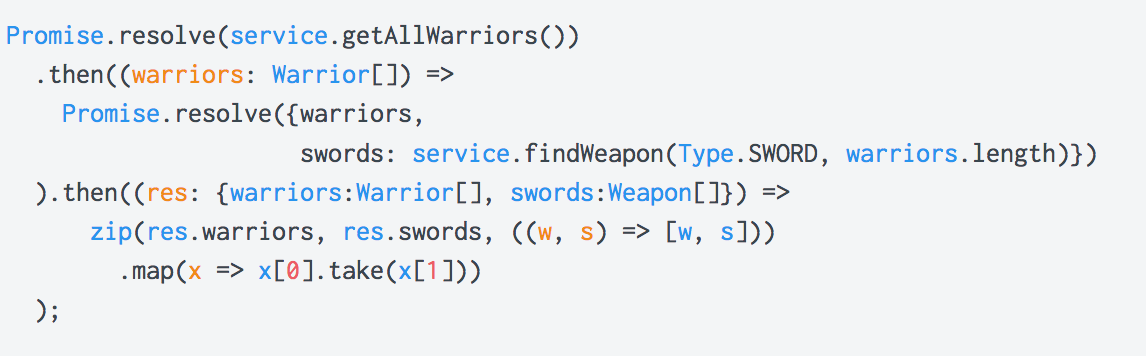 Promise.resolve(service.getAllWarriors())
  .then((warriors: Warrior[]) =>
    Promise.resolve({warriors,
                     swords: service.findWeapon(Type.SWORD, warriors.length)})
  ).then((res: {warriors:Warrior[], swords:Weapon[]}) =>
      zip(res.warriors, res.swords, ((w, s) => [w, s]))
        .map(x => x[0].take(x[1]))
  );